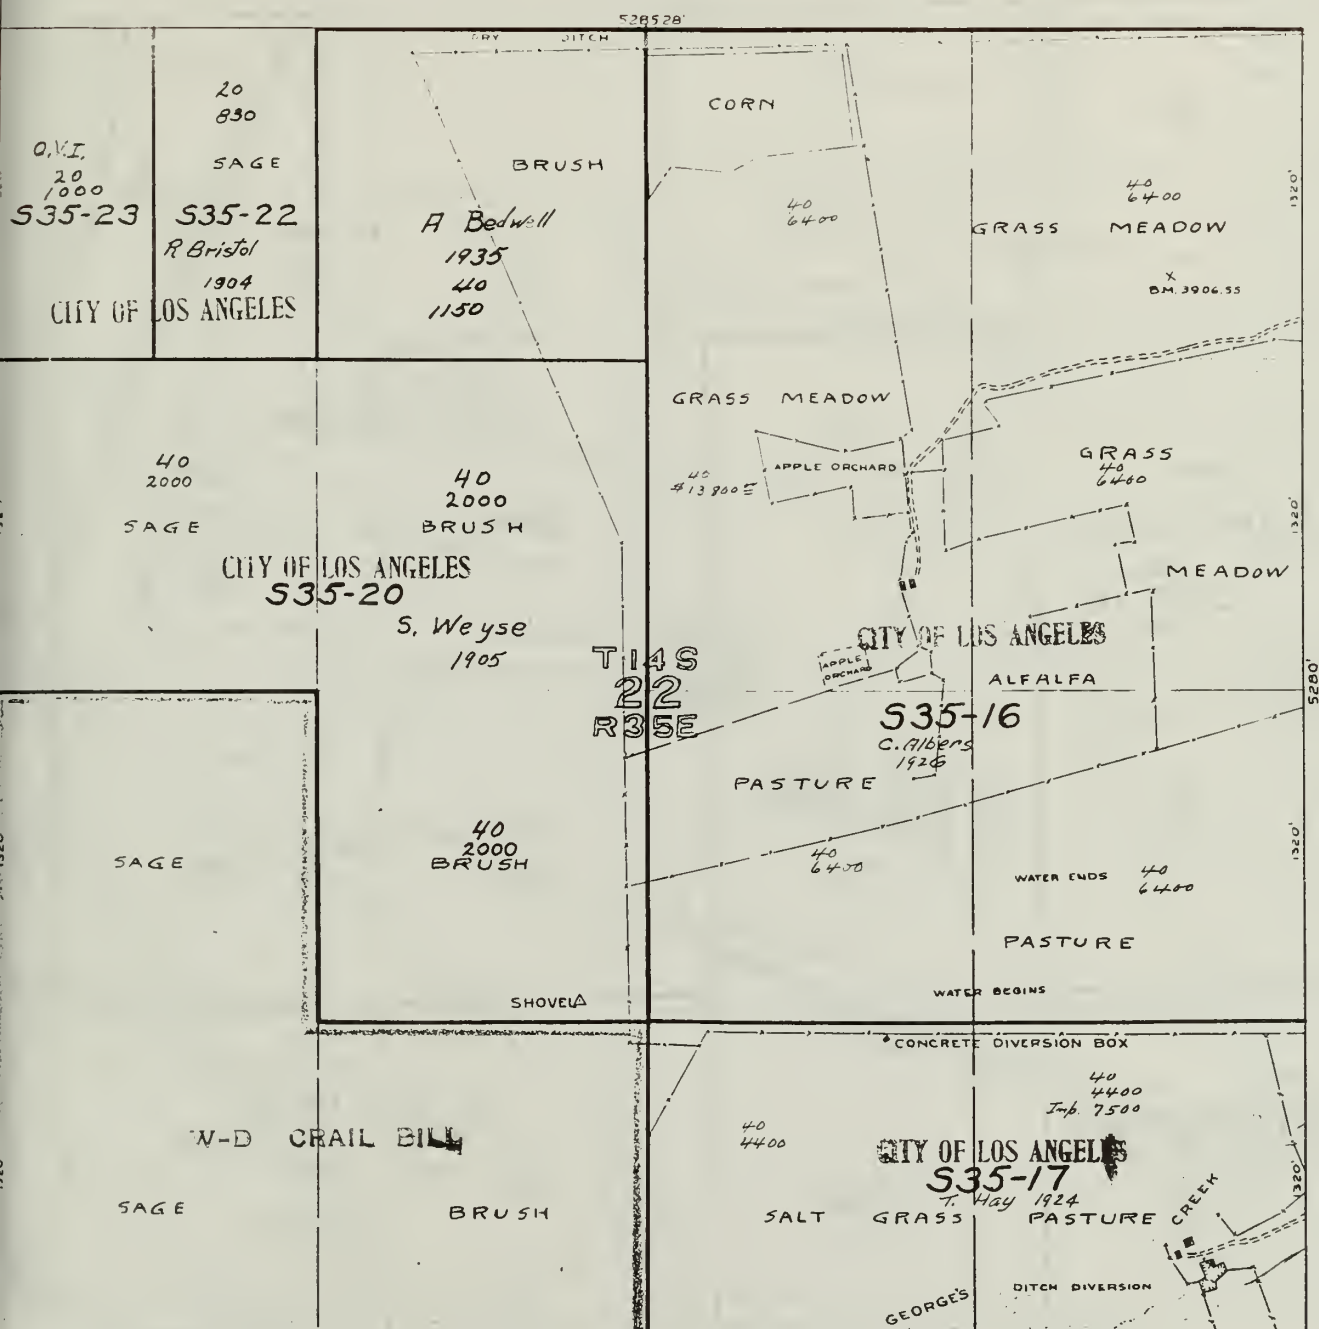 528528'
DRY DITCH
20
830
SAGE
O.V.I.
20
1000
S35-23
S35-22
R Bristol
1904
CITY OF LOS ANGELES
BRUSH
A Bedwell
1935
40
1150
CORN
40
6400
40
6400
GRASS MEADOW
X
B.M. 3906.55
1320'
GRASS MEADOW
APPLE ORCHARD
40
$13800
GRASS
40
6400
MEADOW
1320'
40
2000
SAGE
40
2000
BRUSH
CITY OF LOS ANGELES
S35-20
S. Weyse
1905
T14S
22
R35E
CITY OF LOS ANGELES
APPLE
ORCHARD
ALFALFA
S35-16
C. Albers
1926
5280'
PASTURE
SAGE
40
2000
BRUSH
40
6400
WATER ENDS
40
6400
1320'
PASTURE
SHOVEL
WATER BEGINS
CONCRETE DIVERSION BOX
40
4400
Imp. 7500
40
4400
W-D CRAIL BILL
CITY OF LOS ANGELES
S35-17
T. Hay 1924
1320'
SAGE
BRUSH
SALT GRASS PASTURE
CREEK
DITCH DIVERSION
GEORGE'S